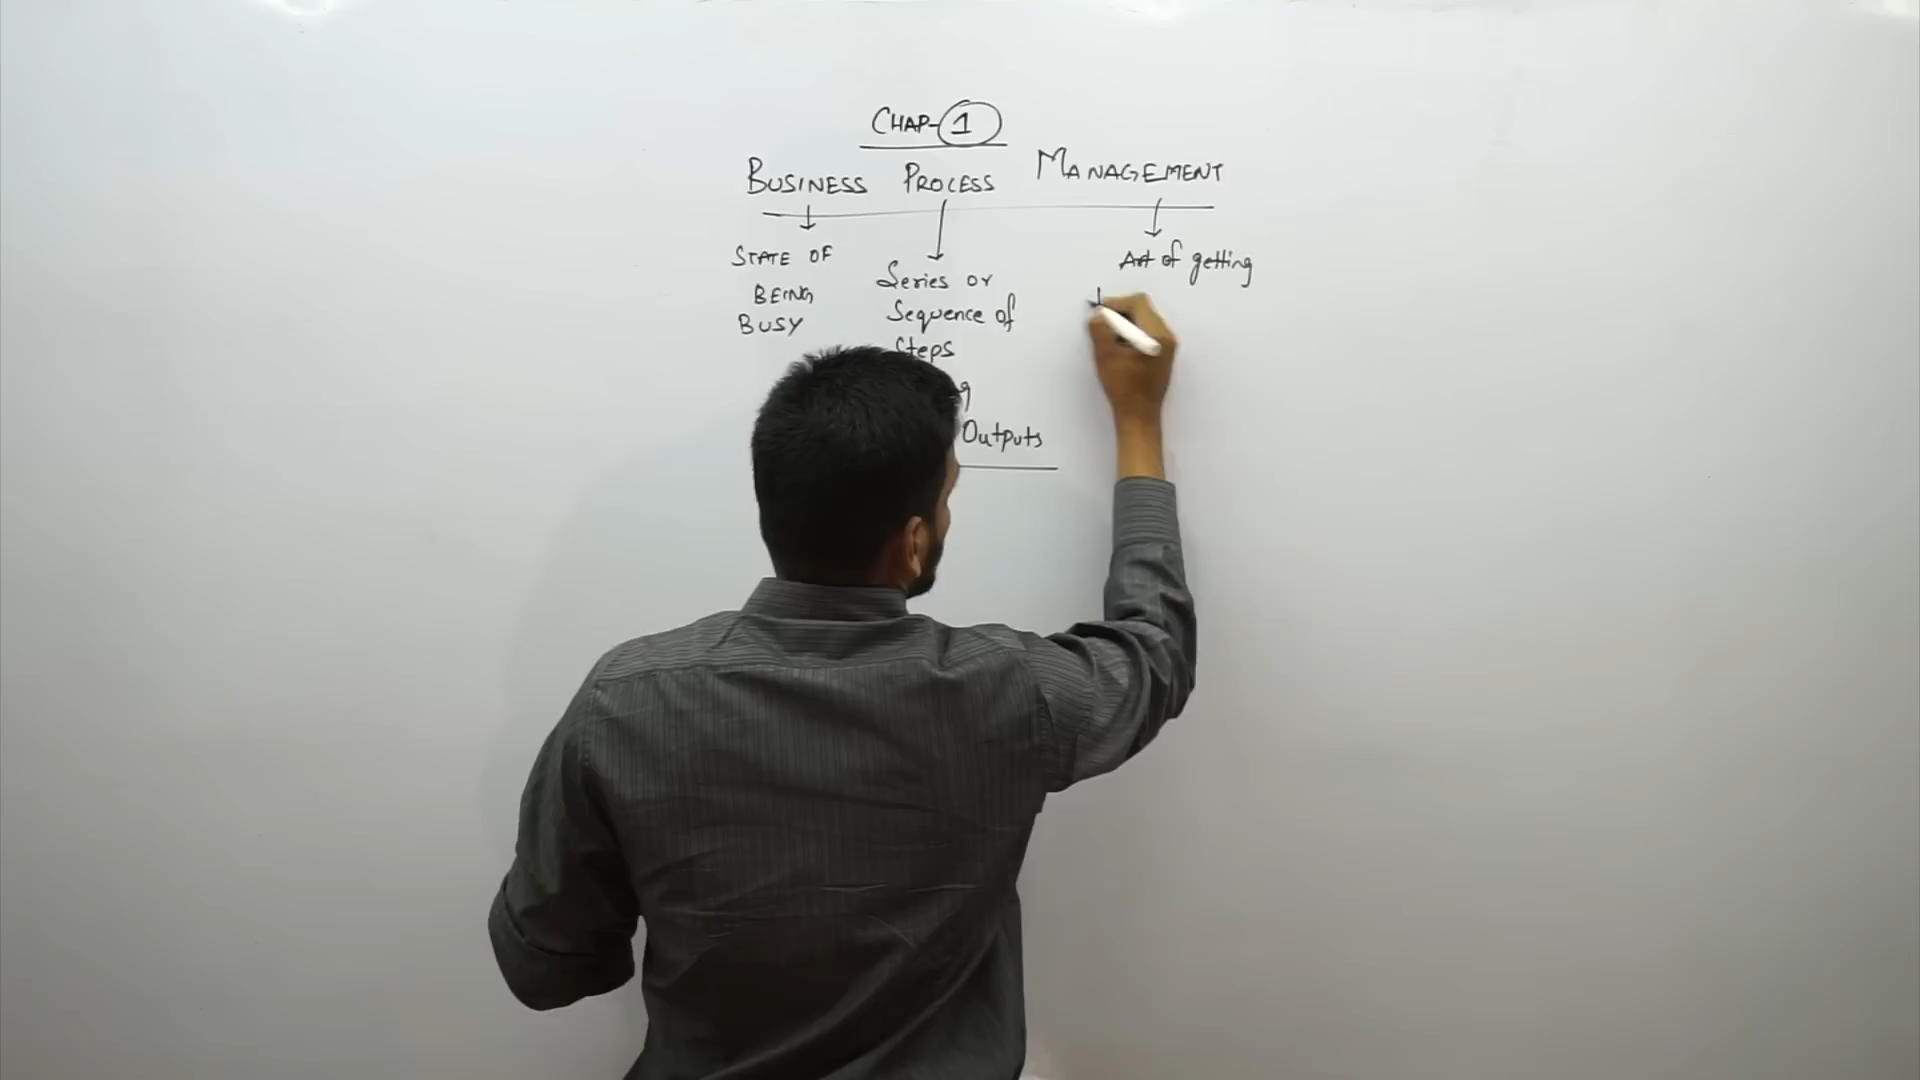 CHAP-1
BUSINESS PROCESS MANAGEMENT
STATE OF
BEING
BUSY
Series or
Sequence of
Steps
Outputs
Art of getting